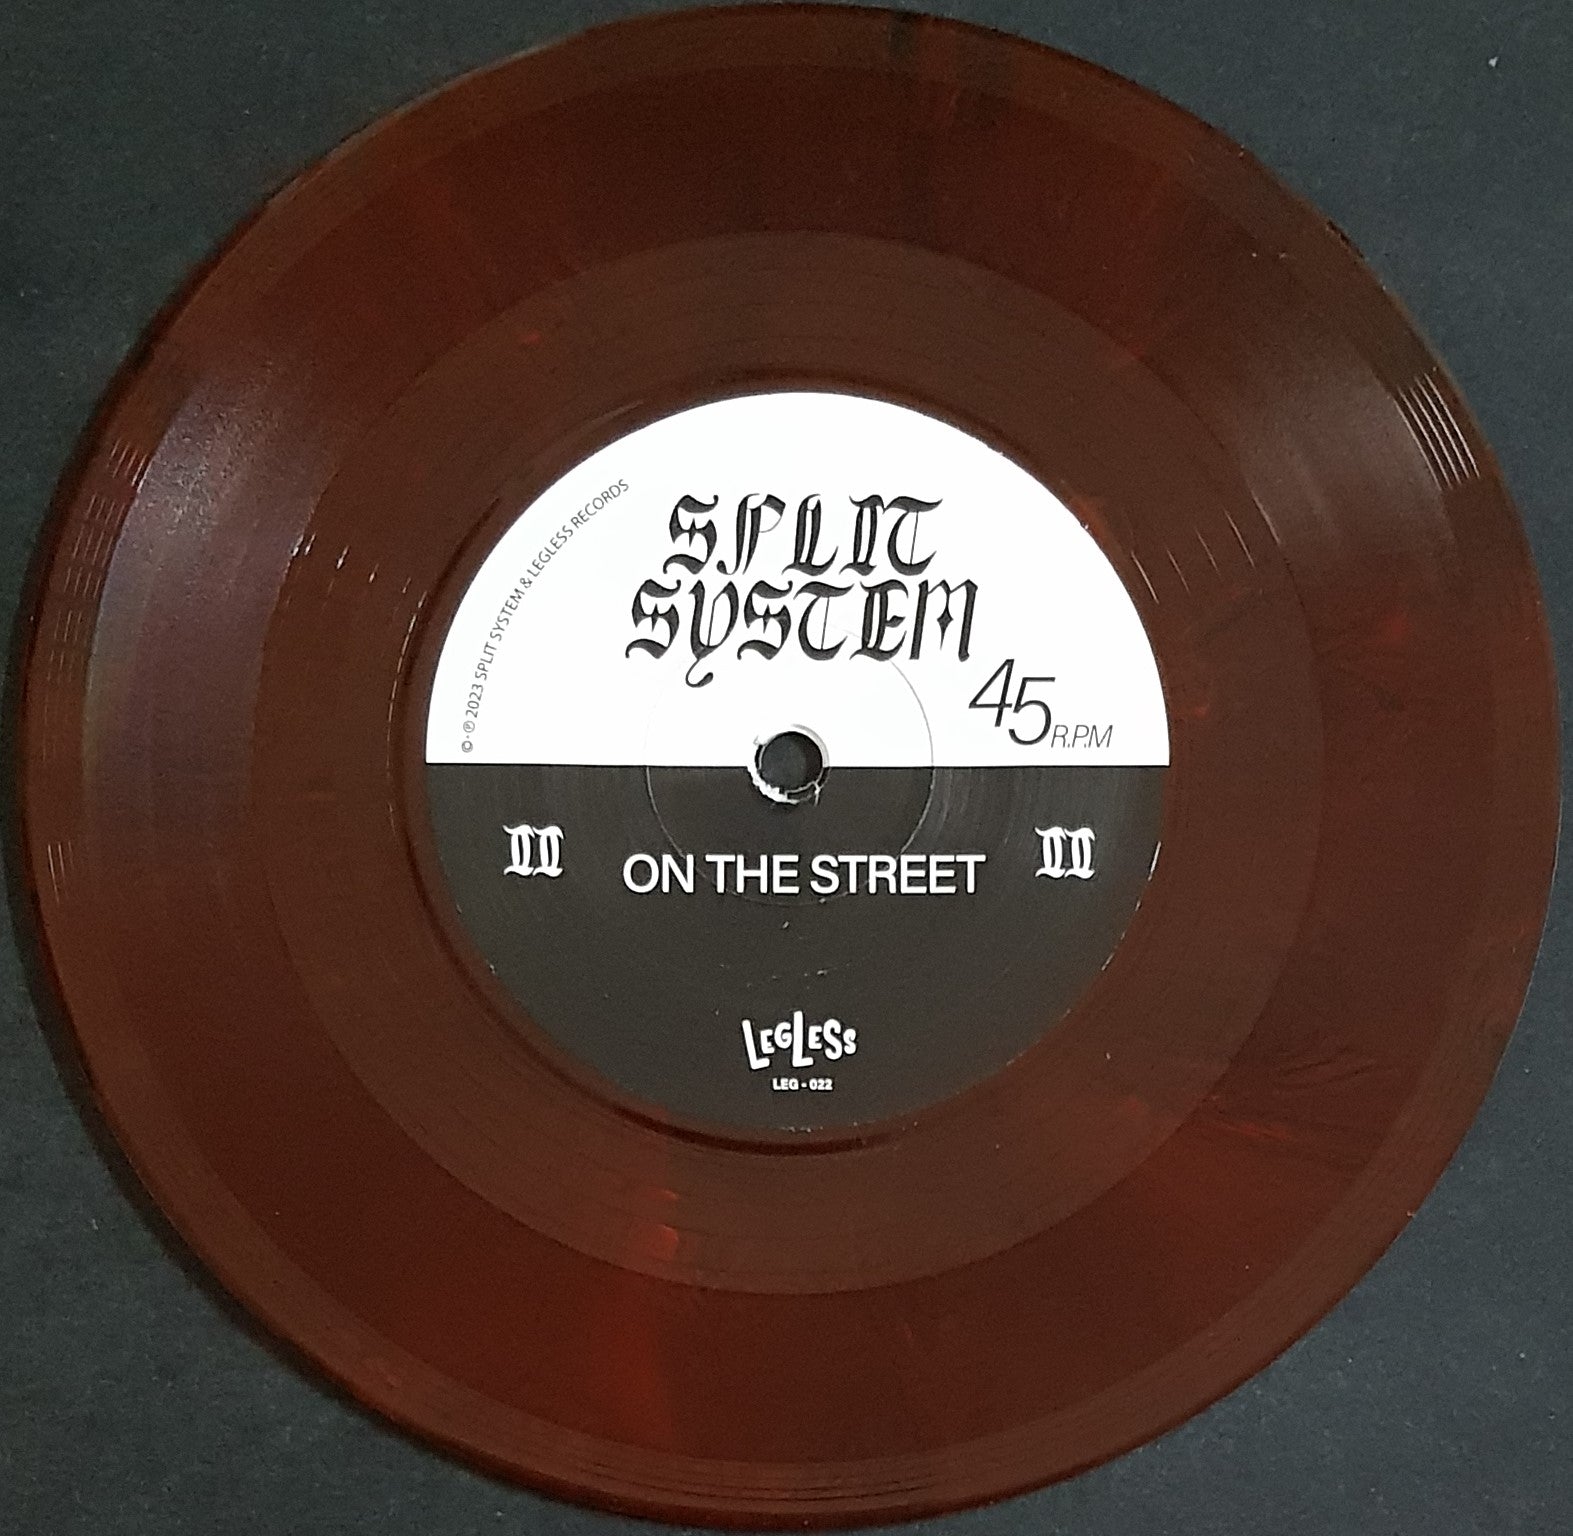 ©·℗ 2023 SPLIT SYSTEM & LEGLESS RECORDS
SPLIT
SYSTEM
45 R.P.M
II ON THE STREET II
LEGLESS
LEG - 022